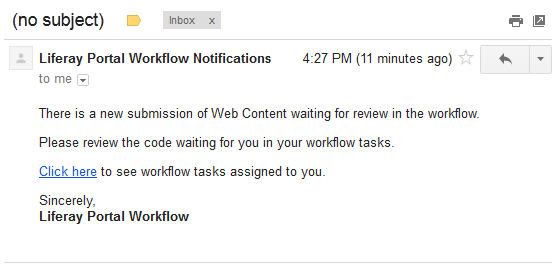 (no subject) Inbox x
Liferay Portal Workflow Notifications 4:27 PM (11 minutes ago)
to me
There is a new submission of Web Content waiting for review in the workflow.
Please review the code waiting for you in your workflow tasks.
Click here to see workflow tasks assigned to you.
Sincerely,
Liferay Portal Workflow